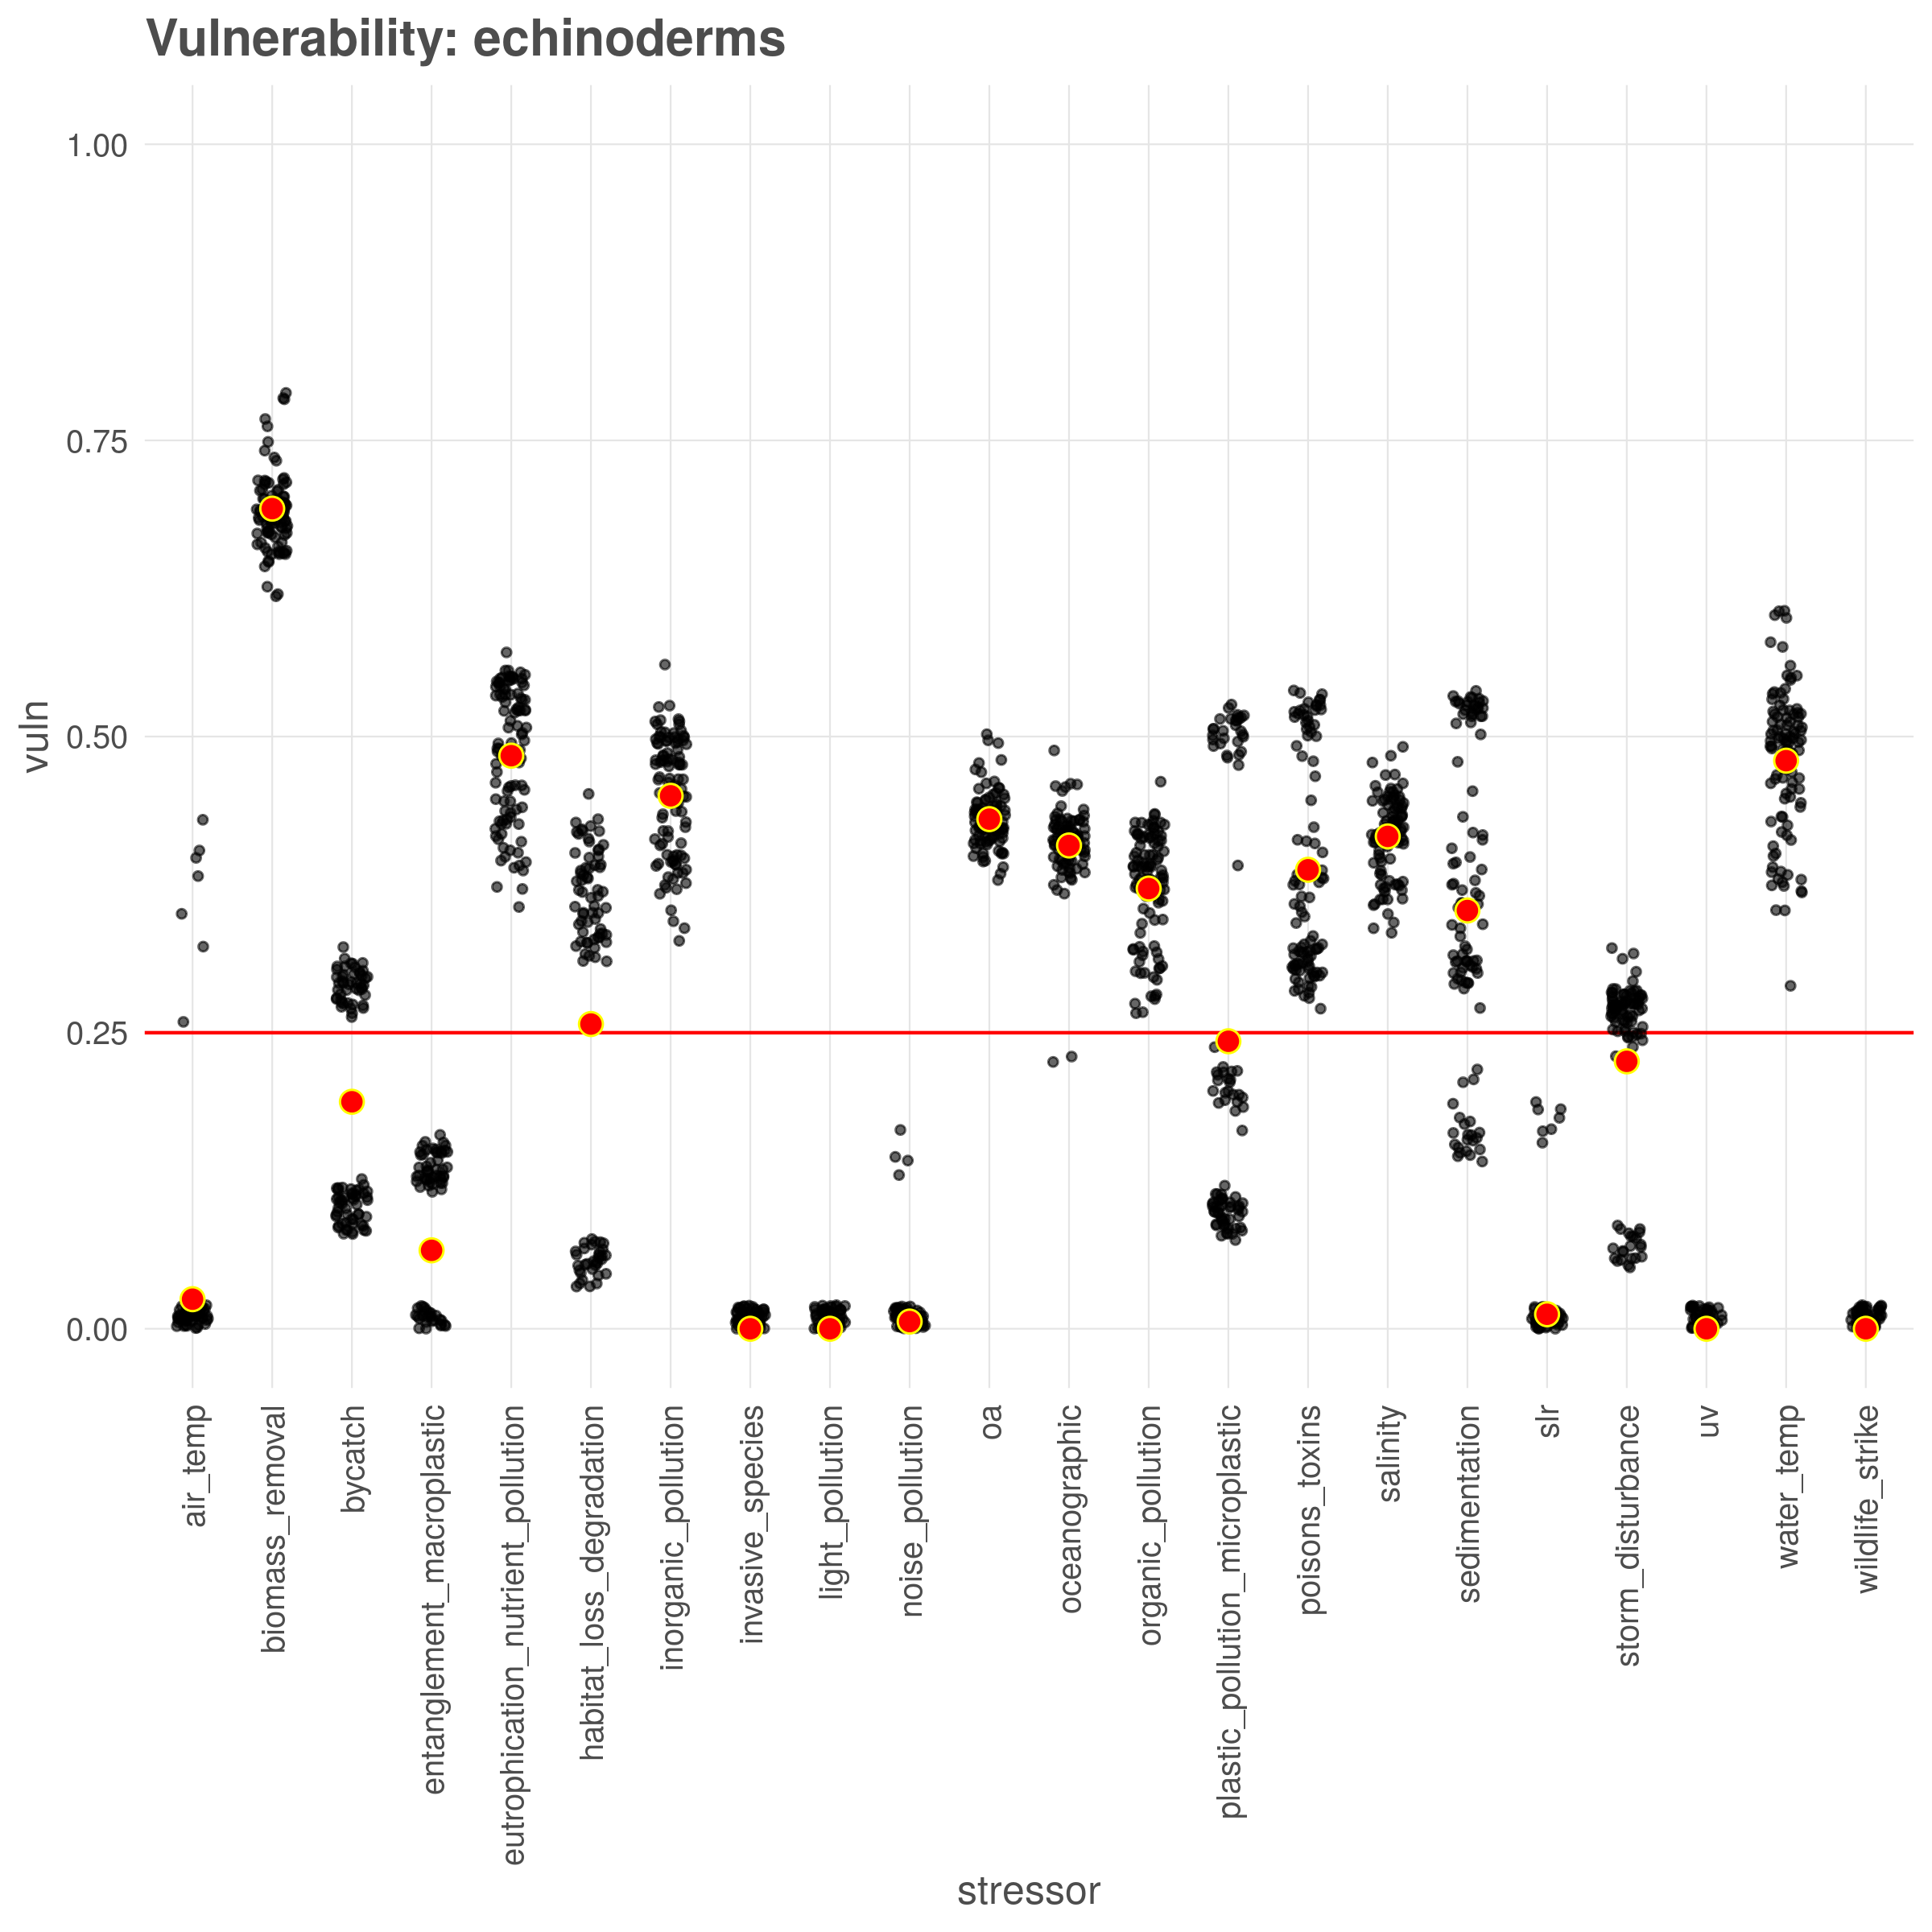 Vulnerability: echinoderms
1.00
0.75
0.50
0.25
0.00
vuln
air_temp
biomass_removal
bycatch
entanglement_macroplastic
eutrophication_nutrient_pollution
habitat_loss_degradation
inorganic_pollution
invasive_species
light_pollution
noise_pollution
oa
oceanographic
organic_pollution
plastic_pollution_microplastic
poisons_toxins
salinity
sedimentation
slr
storm_disturbance
uv
water_temp
wildlife_strike
stressor